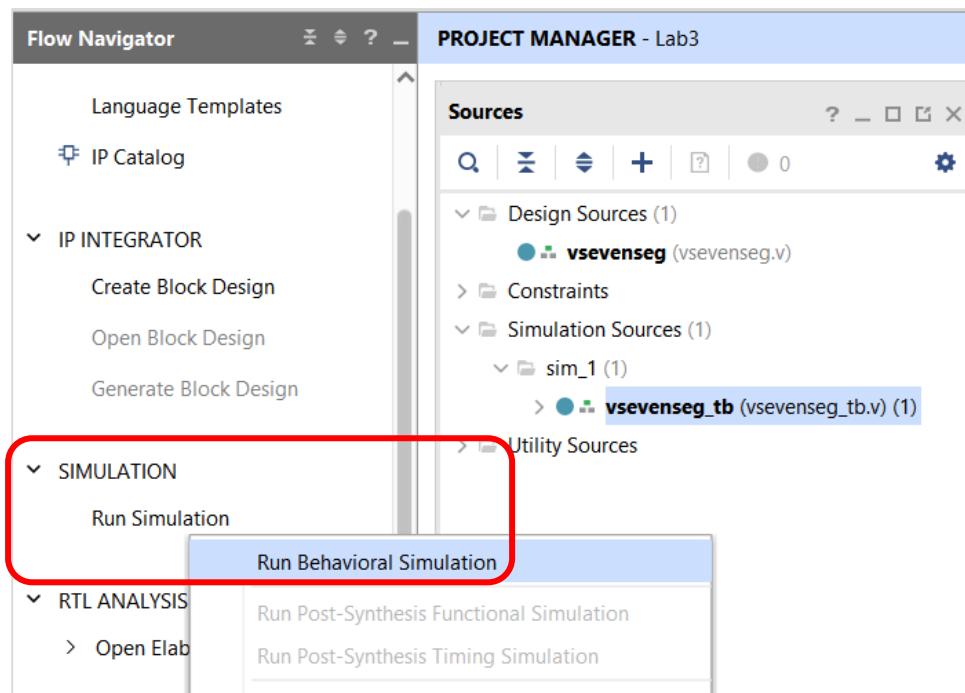 Flow Navigator
?
Language Templates
IP Catalog
IP INTEGRATOR
Create Block Design
Open Block Design
Generate Block Design
SIMULATION
Run Simulation
RTL ANALYSIS
Open Elab
PROJECT MANAGER - Lab3
Sources
?
? 0
Design Sources (1)
vsevenseg (vsevenseg.v)
Constraints
Simulation Sources (1)
sim_1 (1)
vsevenseg_tb (vsevenseg_tb.v) (1)
Utility Sources
Run Behavioral Simulation
Run Post-Synthesis Functional Simulation
Run Post-Synthesis Timing Simulation